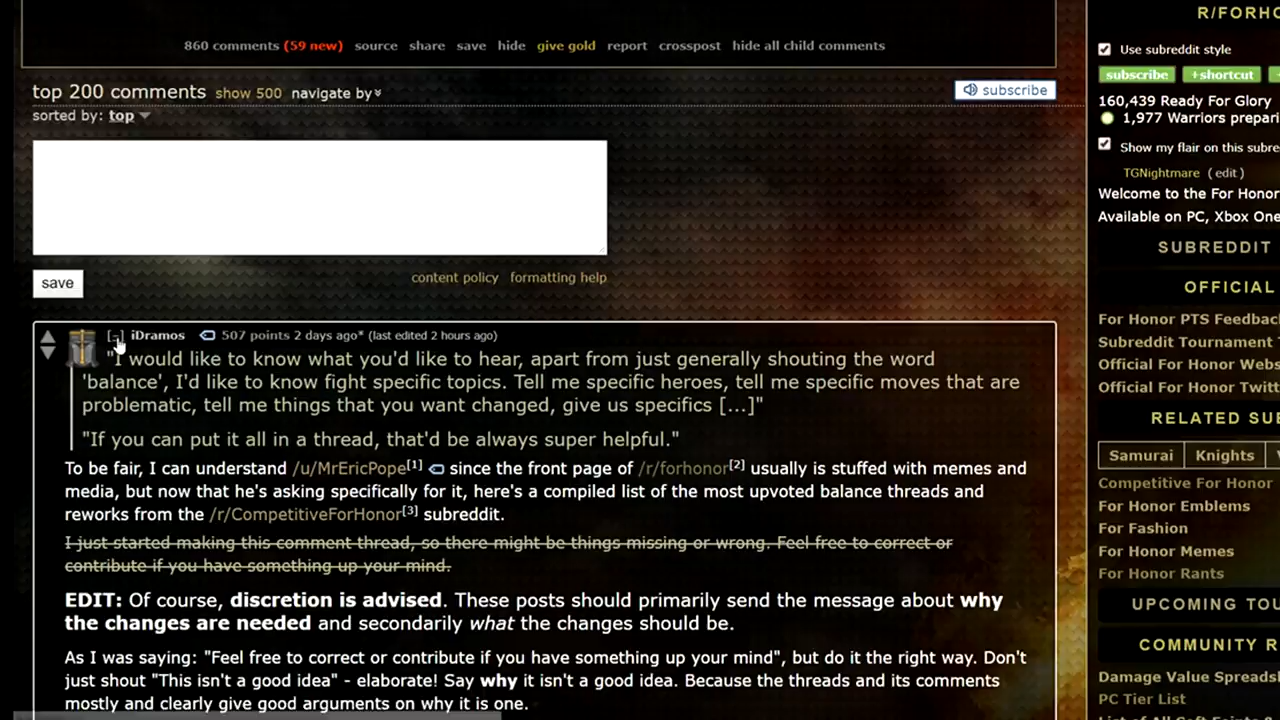 860 comments (59 new) source share save hide give gold report crosspost hide all child comments
top 200 comments show 500 navigate by
subscribe
sorted by: top
save
content policy formatting help
[-] iDramos 507 points 2 days ago* (last edited 2 hours ago)
"I would like to know what you'd like to hear, apart from just generally shouting the word
'balance', I'd like to know fight specific topics. Tell me specific heroes, tell me specific moves that are
problematic, tell me things that you want changed, give us specifics [...]"
"If you can put it all in a thread, that'd be always super helpful."
To be fair, I can understand /u/MrEricPope[1] since the front page of /r/forhonor[2] usually is stuffed with memes and
media, but now that he's asking specifically for it, here's a compiled list of the most upvoted balance threads and
reworks from the /r/CompetitiveForHonor[3] subreddit.
I just started making this comment thread, so there might be things missing or wrong. Feel free to correct or
contribute if you have something up your mind.
EDIT: Of course, discretion is advised. These posts should primarily send the message about why
the changes are needed and secondarily what the changes should be.
As I was saying: "Feel free to correct or contribute if you have something up your mind", but do it the right way. Don't
just shout "This isn't a good idea" - elaborate! Say why it isn't a good idea. Because the threads and its comments
mostly and clearly give good arguments on why it is one.
R/FORHO
Use subreddit style
subscribe +shortcut +
160,439 Ready For Glory
1,977 Warriors prepari
Show my flair on this subre
TGNightmare (edit)
Welcome to the For Honor
Available on PC, Xbox One
SUBREDDIT
OFFICIAL
For Honor PTS Feedbac
Subreddit Tournament
Official For Honor Webs
Official For Honor Twitt
RELATED SUB
Samurai Knights V
Competitive For Honor
For Honor Emblems
For Fashion
For Honor Memes
For Honor Rants
UPCOMING TOU
COMMUNITY R
Damage Value Spreads
PC Tier List